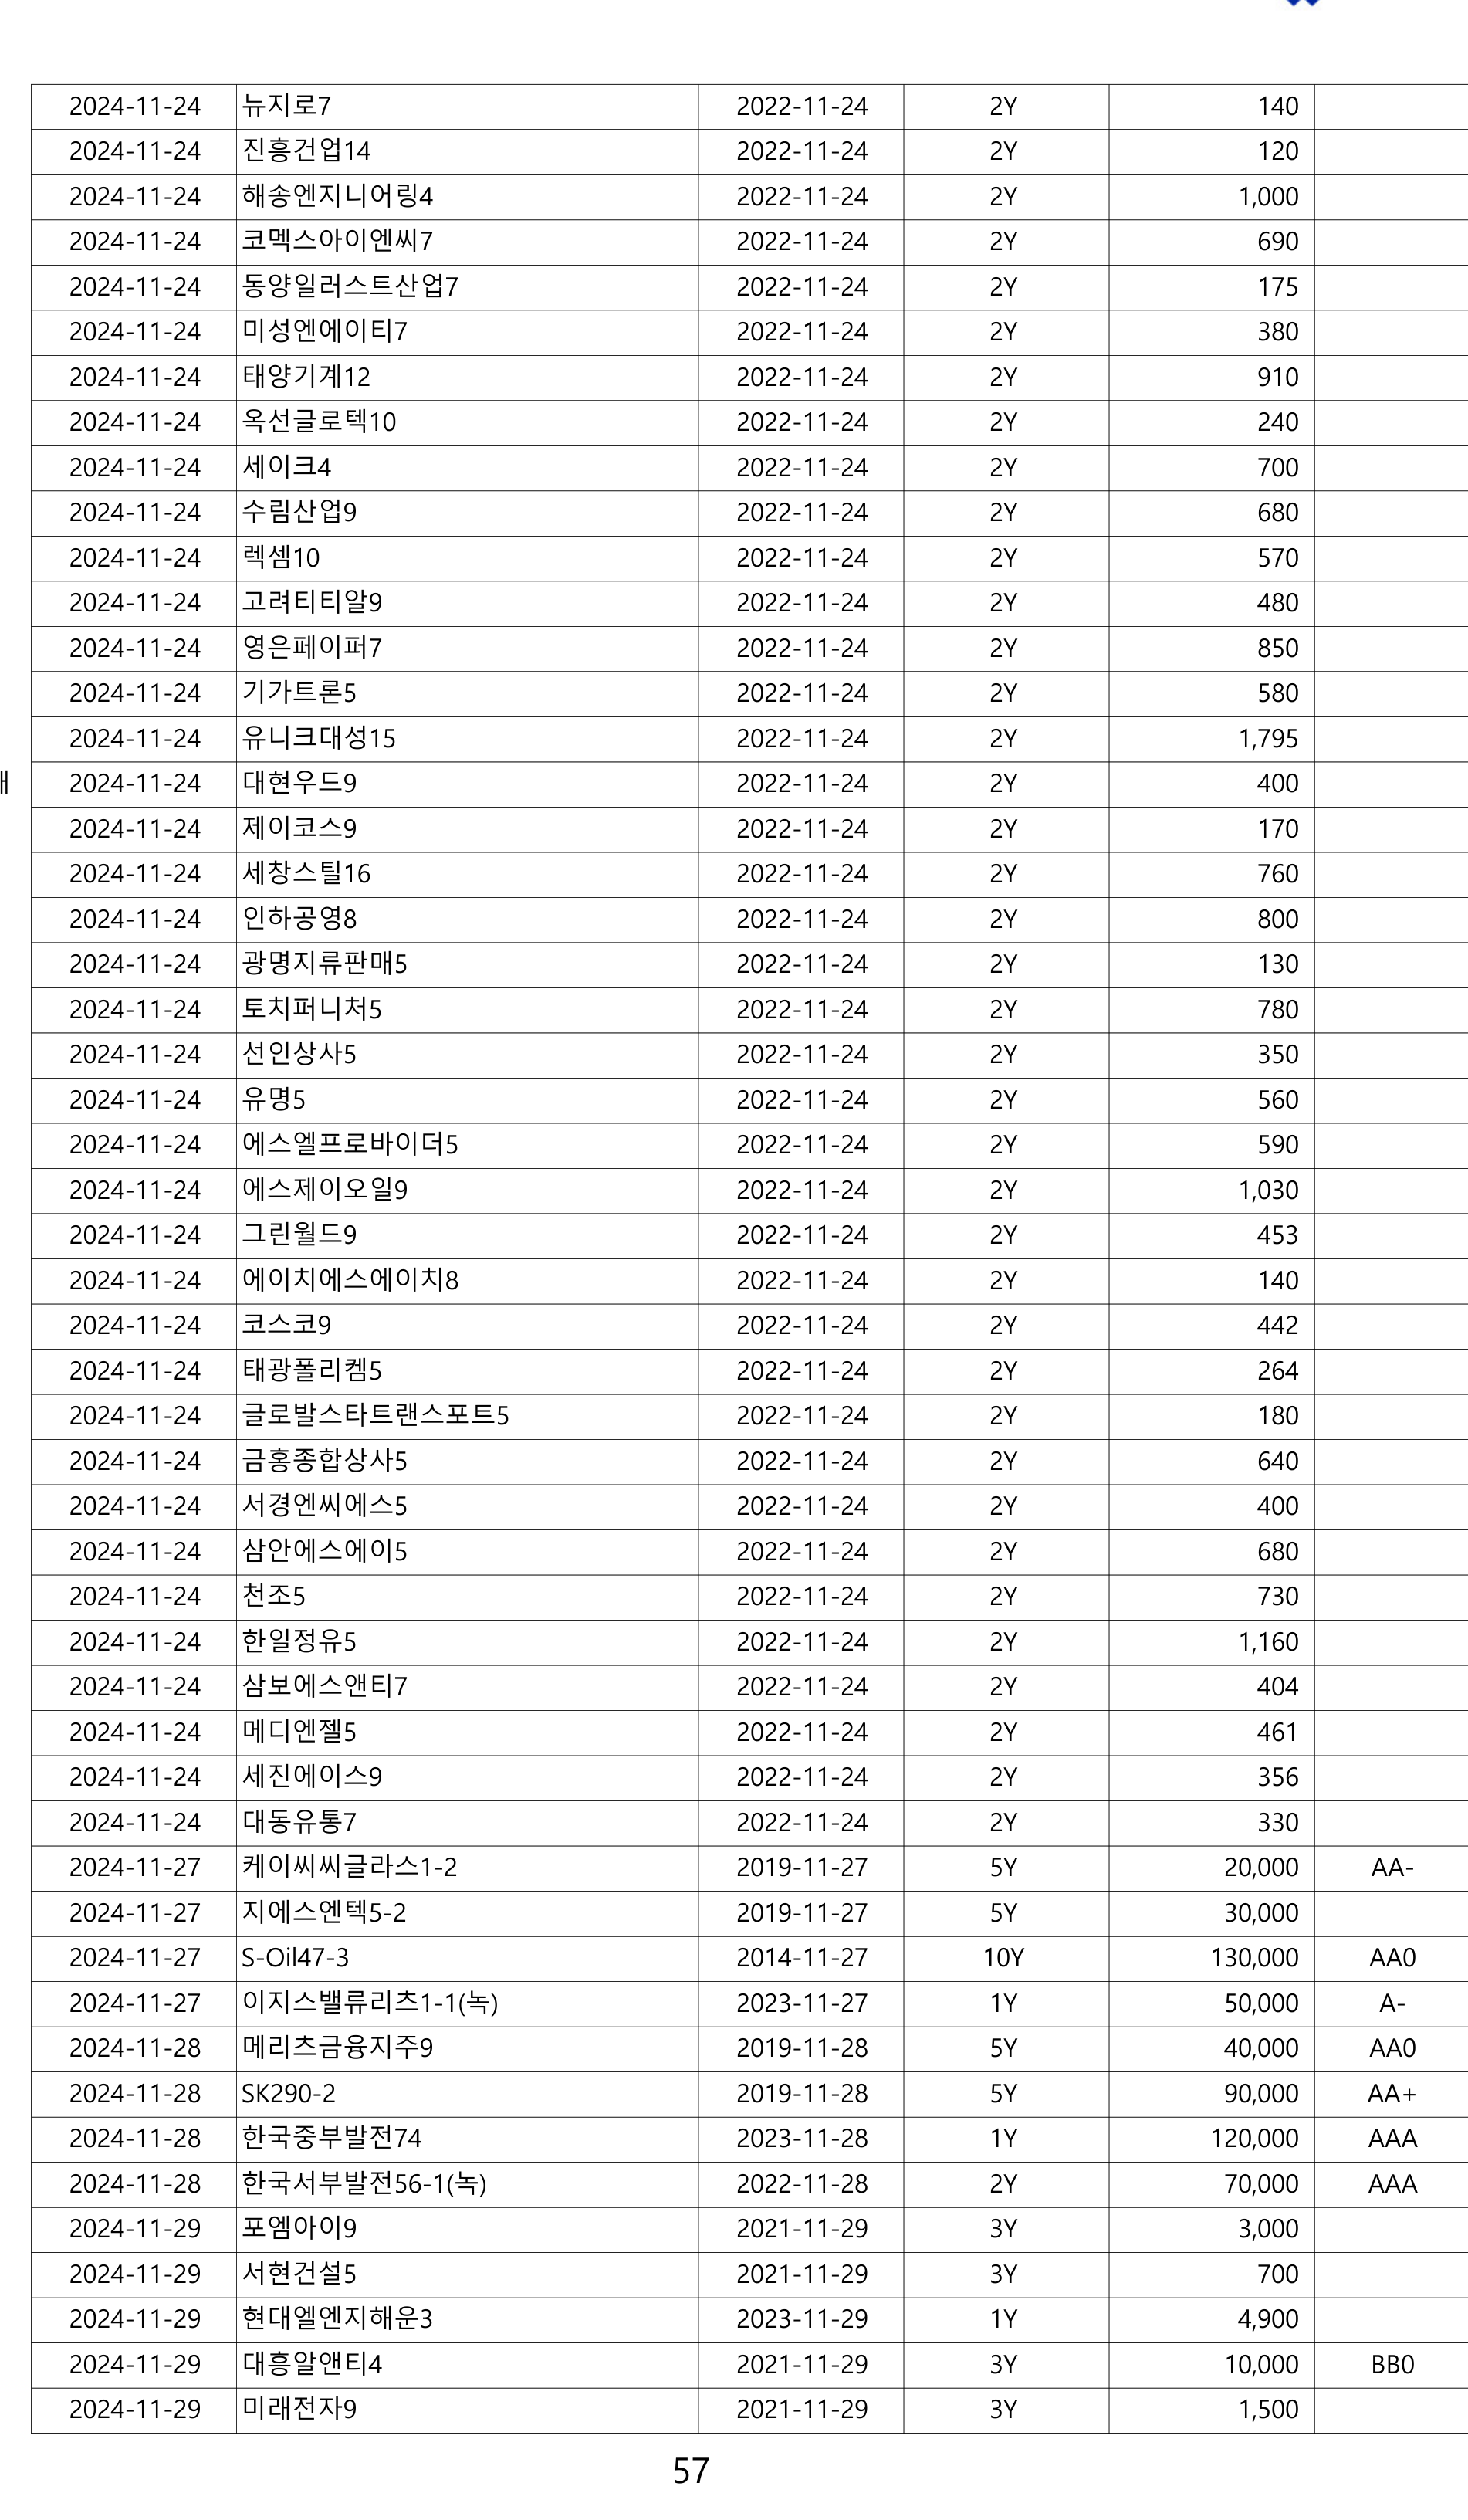 2024-11-24 뉴지로7 2022-11-24 2Y 140
2024-11-24 진흥건업14 2022-11-24 2Y 120
2024-11-24 해송엔지니어링4 2022-11-24 2Y 1,000
2024-11-24 코멕스아이엔씨7 2022-11-24 2Y 690
2024-11-24 동양일러스트산업7 2022-11-24 2Y 175
2024-11-24 미성엔에이티7 2022-11-24 2Y 380
2024-11-24 태양기계12 2022-11-24 2Y 910
2024-11-24 옥선글로텍10 2022-11-24 2Y 240
2024-11-24 세이크4 2022-11-24 2Y 700
2024-11-24 수림산업9 2022-11-24 2Y 680
2024-11-24 렉셈10 2022-11-24 2Y 570
2024-11-24 고려티티알9 2022-11-24 2Y 480
2024-11-24 영은페이퍼7 2022-11-24 2Y 850
2024-11-24 기가트론5 2022-11-24 2Y 580
2024-11-24 유니크대성15 2022-11-24 2Y 1,795
2024-11-24 대현우드9 2022-11-24 2Y 400
2024-11-24 제이코스9 2022-11-24 2Y 170
2024-11-24 세창스틸16 2022-11-24 2Y 760
2024-11-24 인하공영8 2022-11-24 2Y 800
2024-11-24 광명지류판매5 2022-11-24 2Y 130
2024-11-24 토치퍼니처5 2022-11-24 2Y 780
2024-11-24 선인상사5 2022-11-24 2Y 350
2024-11-24 유명5 2022-11-24 2Y 560
2024-11-24 에스엘프로바이더5 2022-11-24 2Y 590
2024-11-24 에스제이오일9 2022-11-24 2Y 1,030
2024-11-24 그린월드9 2022-11-24 2Y 453
2024-11-24 에이치에스에이치8 2022-11-24 2Y 140
2024-11-24 코스코9 2022-11-24 2Y 442
2024-11-24 태광폴리켐5 2022-11-24 2Y 264
2024-11-24 글로발스타트랜스포트5 2022-11-24 2Y 180
2024-11-24 금홍종합상사5 2022-11-24 2Y 640
2024-11-24 서경엔씨에스5 2022-11-24 2Y 400
2024-11-24 삼안에스에이5 2022-11-24 2Y 680
2024-11-24 천조5 2022-11-24 2Y 730
2024-11-24 한일정유5 2022-11-24 2Y 1,160
2024-11-24 삼보에스앤티7 2022-11-24 2Y 404
2024-11-24 메디엔젤5 2022-11-24 2Y 461
2024-11-24 세진에이스9 2022-11-24 2Y 356
2024-11-24 대동유통7 2022-11-24 2Y 330
2024-11-27 케이씨씨글라스1-2 2019-11-27 5Y 20,000 AA-
2024-11-27 지에스엔텍5-2 2019-11-27 5Y 30,000
2024-11-27 S-Oil47-3 2014-11-27 10Y 130,000 AA0
2024-11-27 이지스밸류리츠1-1(녹) 2023-11-27 1Y 50,000 A-
2024-11-28 메리츠금융지주9 2019-11-28 5Y 40,000 AA0
2024-11-28 SK290-2 2019-11-28 5Y 90,000 AA+
2024-11-28 한국중부발전74 2023-11-28 1Y 120,000 AAA
2024-11-28 한국서부발전56-1(녹) 2022-11-28 2Y 70,000 AAA
2024-11-29 포엠아이9 2021-11-29 3Y 3,000
2024-11-29 서현건설5 2021-11-29 3Y 700
2024-11-29 현대엘엔지해운3 2023-11-29 1Y 4,900
2024-11-29 대흥알앤티4 2021-11-29 3Y 10,000 BB0
2024-11-29 미래전자9 2021-11-29 3Y 1,500
57